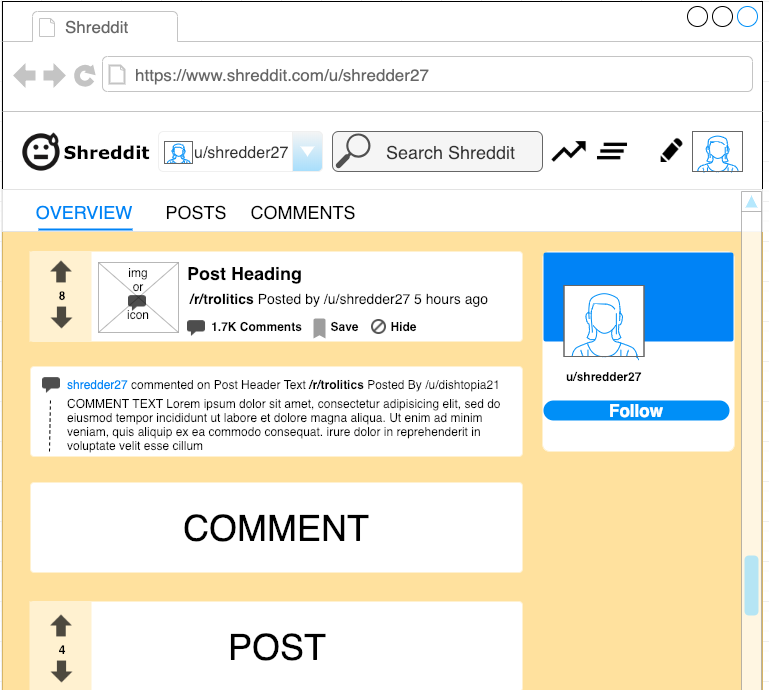 Shreddit
https://www.shreddit.com/u/shredder27
Shreddit
u/shredder27
Search Shreddit
OVERVIEW
POSTS
COMMENTS
8
img
or
icon
Post Heading
/r/trolitics Posted by /u/shredder27 5 hours ago
1.7K Comments
Save
Hide
u/shredder27
Follow
shredder27 commented on Post Header Text /r/trolitics Posted By /u/dishtopia21
COMMENT TEXT Lorem ipsum dolor sit amet, consectetur adipisicing elit, sed do
eiusmod tempor incididunt ut labore et dolore magna aliqua. Ut enim ad minim
veniam, quis aliquip ex ea commodo consequat. irure dolor in reprehenderit in
voluptate velit esse cillum
COMMENT
4
POST